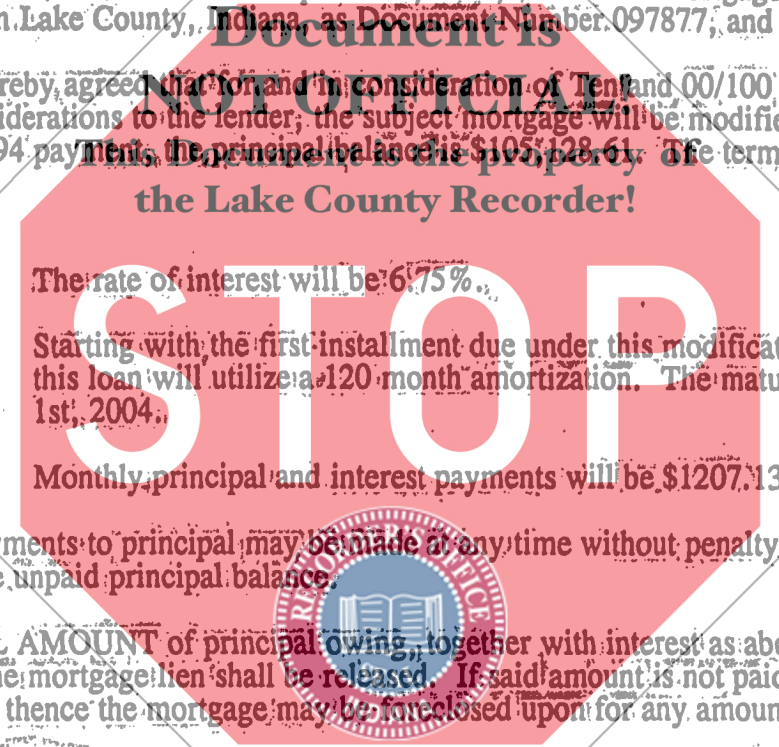 n Lake County, Indiana, as Document Number 097877, and
Document is
reby agreed that for and in consideration of Ten and 00/100
NOT OFFICIAL!
iderations to the lender, the subject mortgage will be modifie
94 payment, the principal balance is $105,128.61. The term
This Document is the property of
the Lake County Recorder!
The rate of interest will be 6.75%.
STOP
Starting with the first installment due under this modificat
this loan will utilize a 120 month amortization. The matu
1st, 2004.
Monthly principal and interest payments will be $1207.13
yments to principal may be made at any time without penalty
e unpaid principal balance.
RECORDER'S OFFICE
L AMOUNT of principal owing, together with interest as abo
he mortgage lien shall be released. If said amount is not paid
thence the mortgage may be foreclosed upon for any amoun